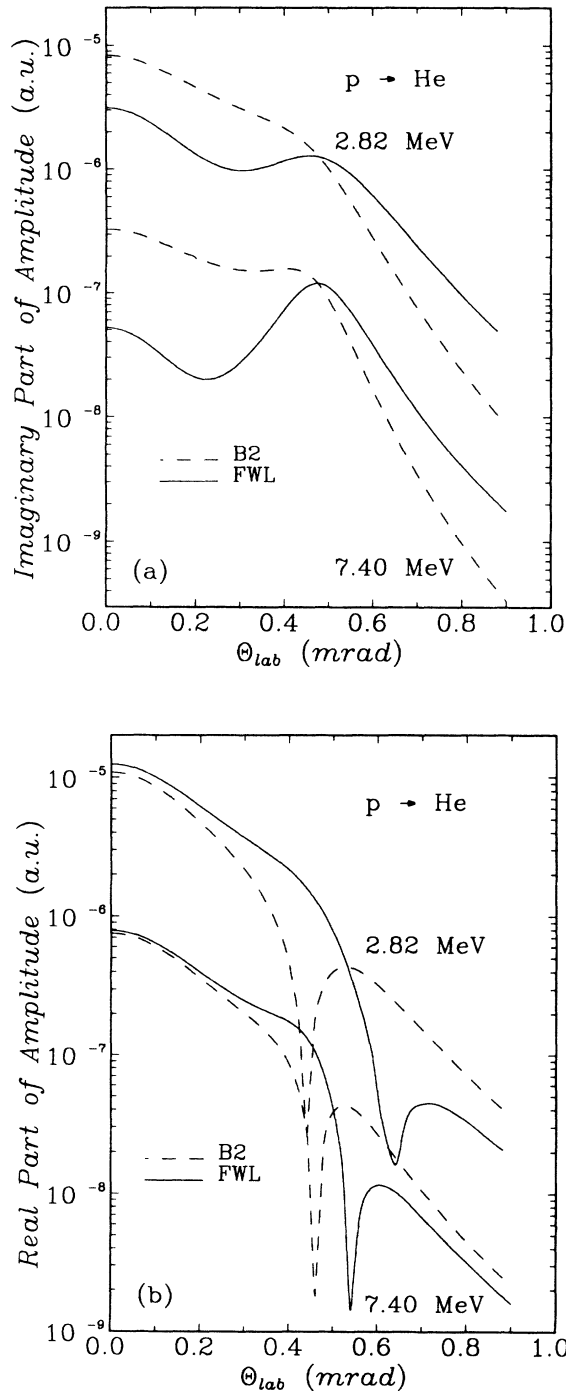 Imaginary Part of Amplitude (a.u.)
10⁻⁵
10⁻⁶
10⁻⁷
10⁻⁸
10⁻⁹
p → He
2.82 MeV
B2
FWL
(a)
7.40 MeV
0.0 0.2 0.4 0.6 0.8 1.0
Θlab (mrad)
Real Part of Amplitude (a.u.)
10⁻⁵
10⁻⁶
10⁻⁷
10⁻⁸
10⁻⁹
p → He
2.82 MeV
B2
FWL
(b)
7.40 MeV
0.0 0.2 0.4 0.6 0.8 1.0
Θlab (mrad)